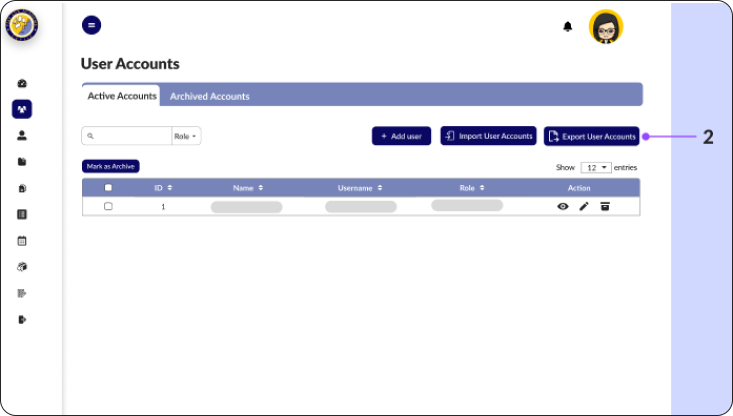 User Accounts
Active Accounts Archived Accounts
Role
+ Add user Import User Accounts Export User Accounts 2
Mark as Archive
Show 12 entries
ID Name Username Role Action
1